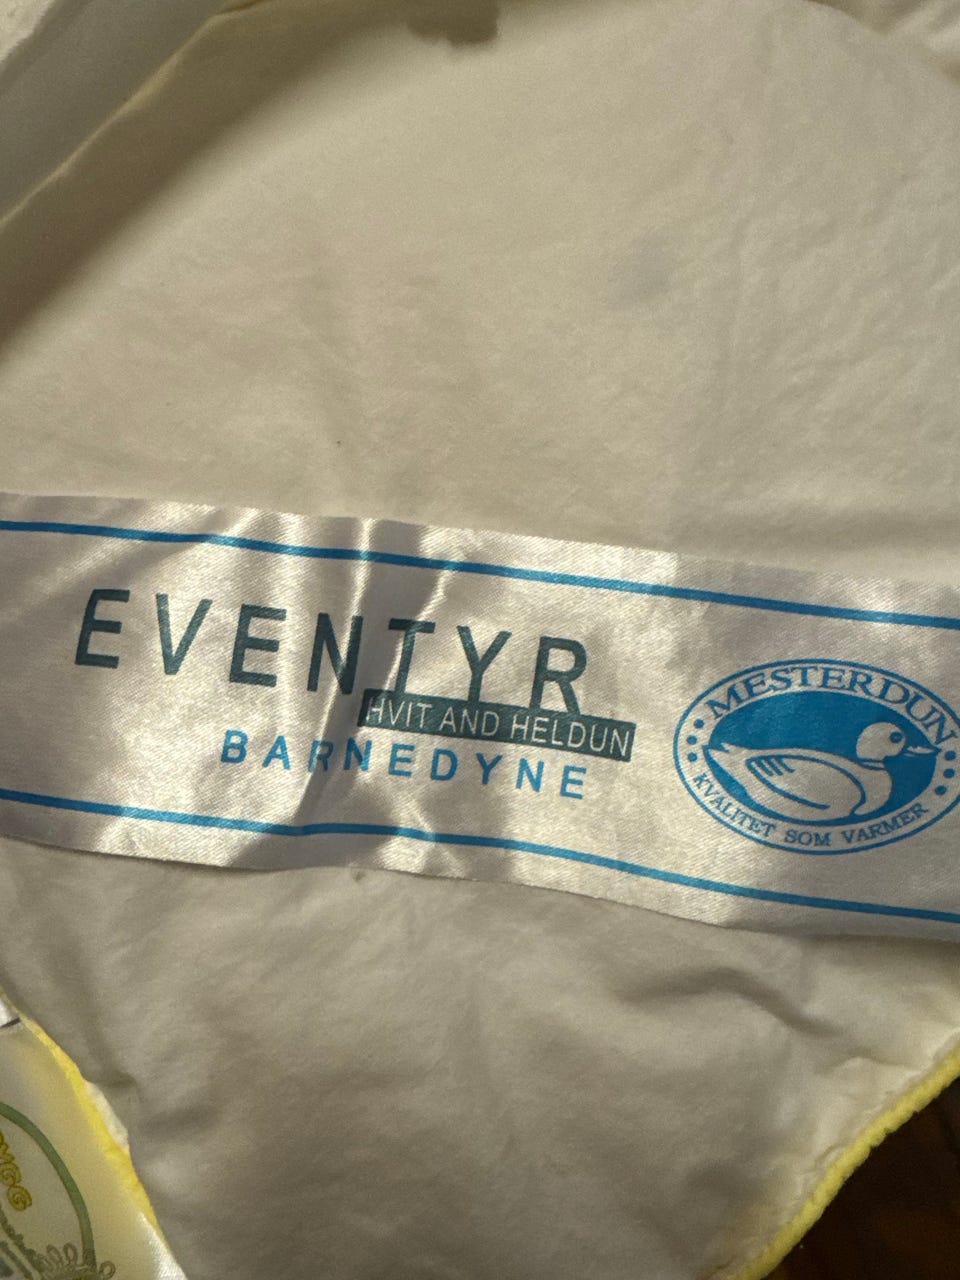 EVENTYR
HVIT AND HELDUN
BARNEDYNE
MESTERDUN
KVALITET SOM VARMER